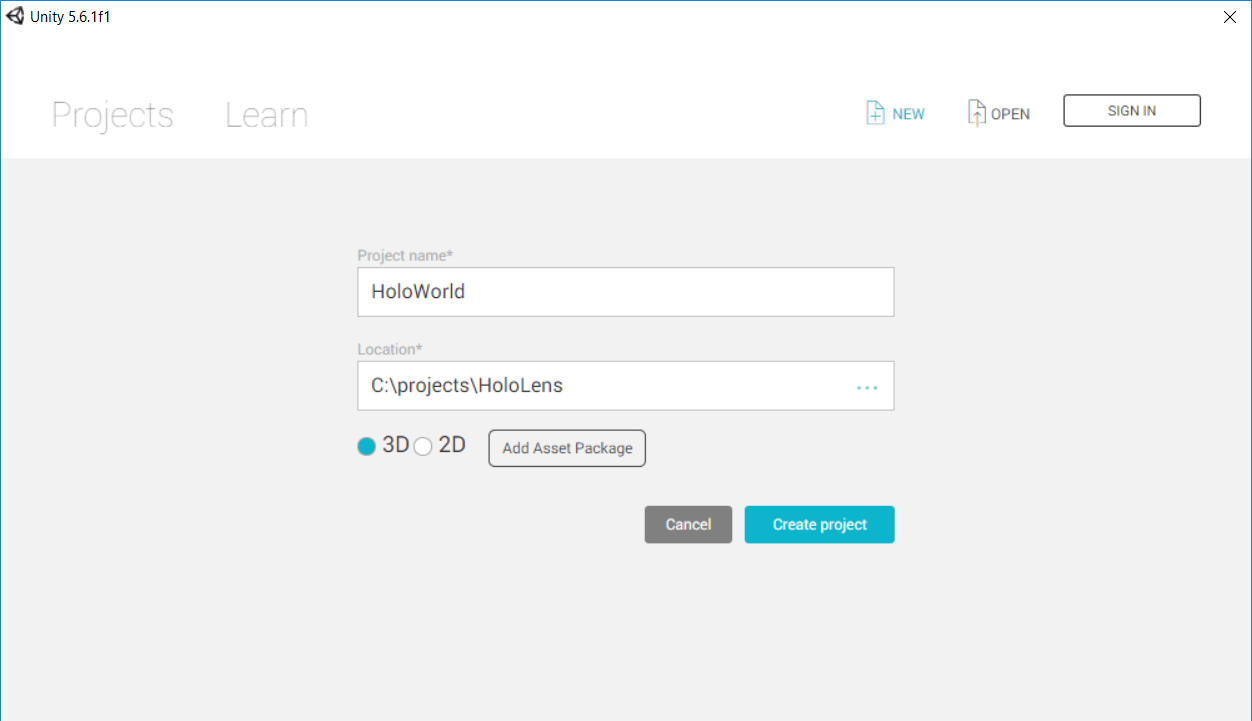 Unity 5.6.1f1
Projects Learn NEW OPEN SIGN IN
Project name*
HoloWorld
Location*
C:\projects\HoloLens ...
3D 2D Add Asset Package
Cancel Create project